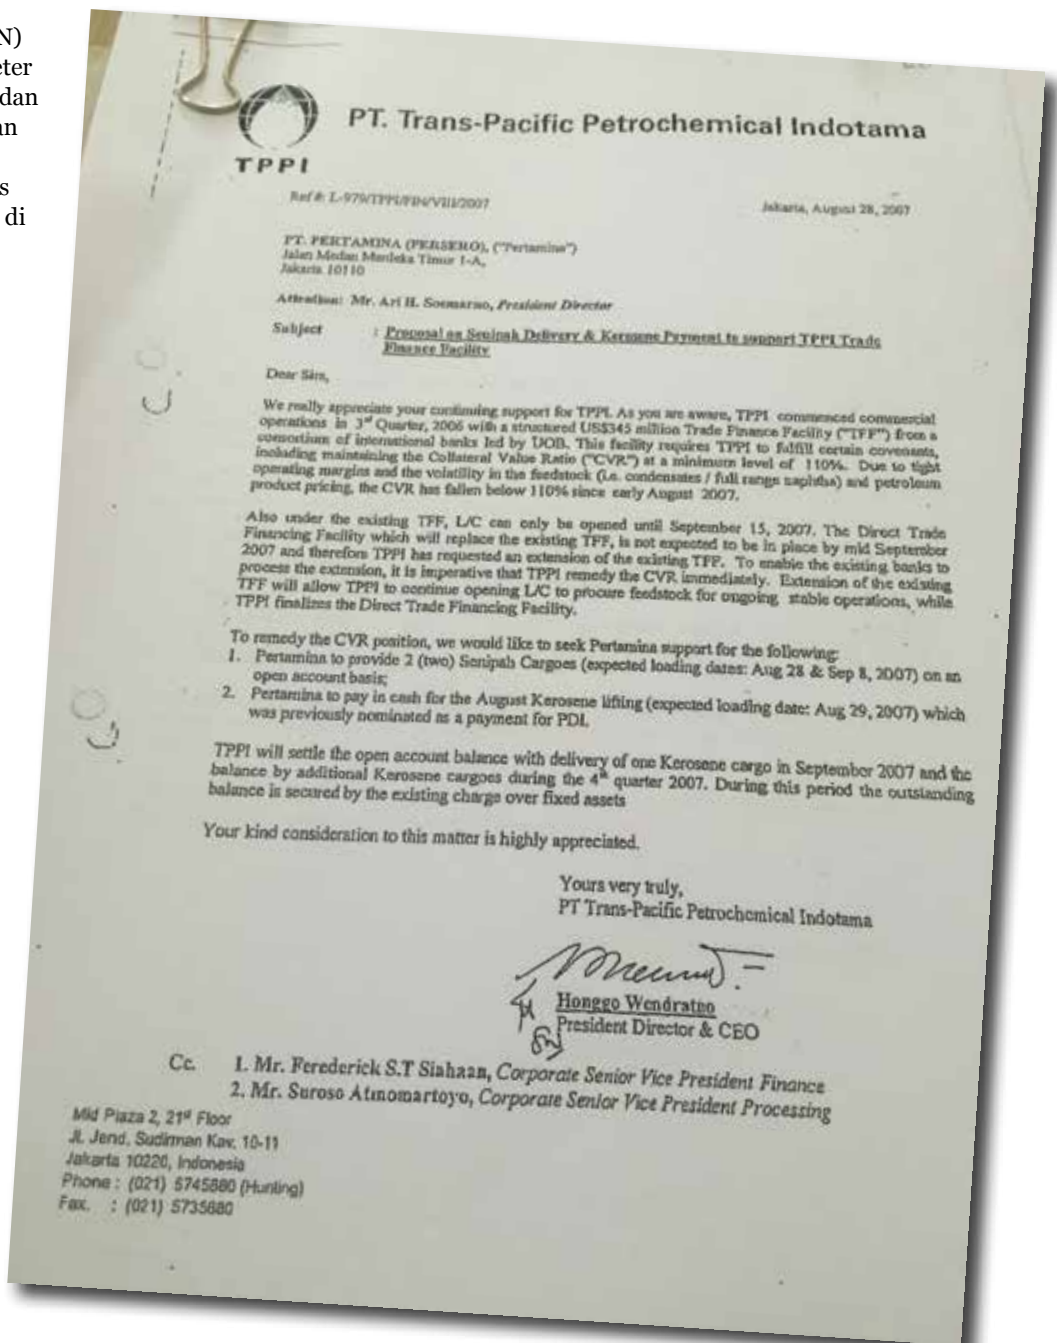 N)
eter
dan
an
s
di
TPPI
PT. Trans-Pacific Petrochemical Indotama
Ref #: L-979/TPPI/FIN/VIII/2007
Jakarta, August 28, 2007
PT. PERTAMINA (PERSERO), ("Pertamina")
Jalan Medan Merdeka Timur 1-A,
Jakarta 10110
Attention: Mr. Ari H. Soemarno, President Director
Subject : Proposal on Senipah Delivery & Kerosene Payment to support TPPI Trade
Finance Facility
Dear Sirs,
We really appreciate your continuing support for TPPI. As you are aware, TPPI commenced commercial
operations in 3rd Quarter, 2006 with a structured US$345 million Trade Finance Facility ("TFF") from a
consortium of international banks led by UOB. This facility requires TPPI to fulfill certain covenants,
including maintaining the Collateral Value Ratio ("CVR") at a minimum level of 110%. Due to tight
operating margins and the volatility in the feedstock (i.e. condensates / full range naphtha) and petroleum
product pricing, the CVR has fallen below 110% since early August 2007.
Also under the existing TFF, L/C can only be opened until September 15, 2007. The Direct Trade
Financing Facility which will replace the existing TFF, is not expected to be in place by mid September
2007 and therefore TPPI has requested an extension of the existing TFF. To enable the existing banks to
process the extension, it is imperative that TPPI remedy the CVR immediately. Extension of the existing
TFF will allow TPPI to continue opening L/C to procure feedstock for ongoing stable operations, while
TPPI finalizes the Direct Trade Financing Facility.
To remedy the CVR position, we would like to seek Pertamina support for the following:
1. Pertamina to provide 2 (two) Senipah Cargoes (expected loading dates: Aug 28 & Sep 8, 2007) on an
open account basis;
2. Pertamina to pay in cash for the August Kerosene lifting (expected loading date: Aug 29, 2007) which
was previously nominated as a payment for PDI.
TPPI will settle the open account balance with delivery of one Kerosene cargo in September 2007 and the
balance by additional Kerosene cargoes during the 4th quarter 2007. During this period the outstanding
balance is secured by the existing charge over fixed assets
Your kind consideration to this matter is highly appreciated.
Yours very truly,
PT Trans-Pacific Petrochemical Indotama
Honggo Wendratno
President Director & CEO
Cc. 1. Mr. Ferederick S.T Siahaan, Corporate Senior Vice President Finance
2. Mr. Suroso Atmomartoyo, Corporate Senior Vice President Processing
Mid Plaza 2, 21st Floor
Jl. Jend. Sudirman Kav. 10-11
Jakarta 10220, Indonesia
Phone : (021) 5745880 (Hunting)
Fax. : (021) 5735880